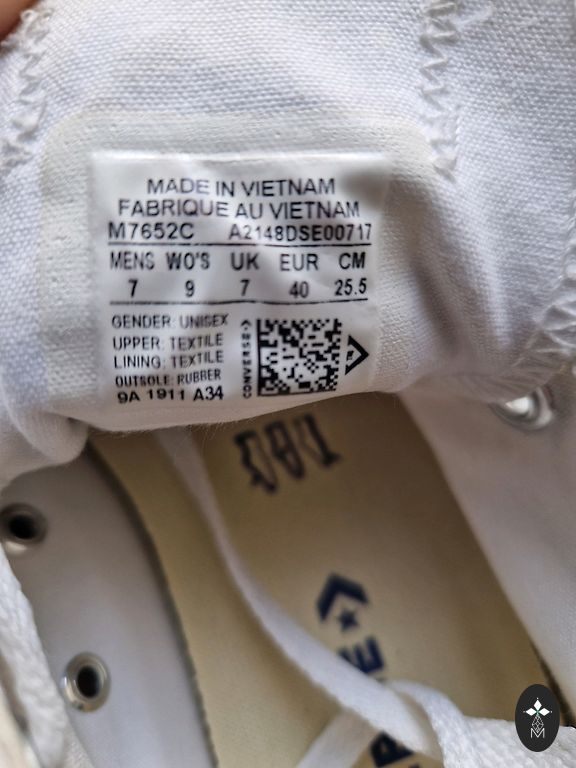 MADE IN VIETNAM
FABRIQUE AU VIETNAM
M7652C A2148DSE00717
MENS WO'S UK EUR CM
7 9 7 40 25.5
GENDER: UNISEX
UPPER: TEXTILE
LINING: TEXTILE
OUTSOLE: RUBBER
9A 1911 A34
CONVERSE
E
M